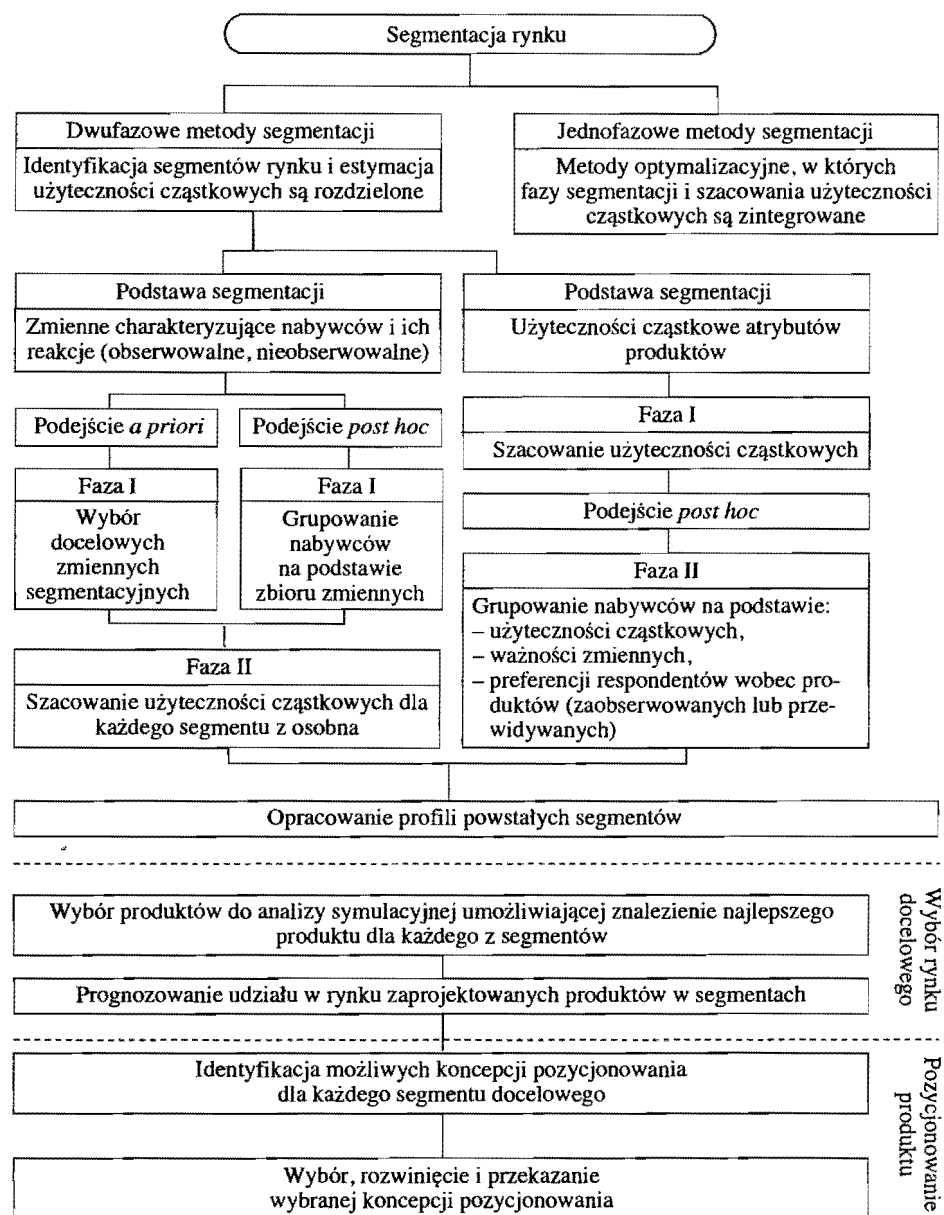 Segmentacja rynku
Dwufazowe metody segmentacji
Identyfikacja segmentów rynku i estymacja
użyteczności cząstkowych są rozdzielone
Jednofazowe metody segmentacji
Metody optymalizacyjne, w których
fazy segmentacji i szacowania użyteczności
cząstkowych są zintegrowane
Podstawa segmentacji
Zmienne charakteryzujące nabywców i ich
reakcje (obserwowalne, nieobserwowalne)
Podstawa segmentacji
Użyteczności cząstkowe atrybutów
produktów
Podejście a priori
Podejście post hoc
Faza I
Wybór
docelowych
zmiennych
segmentacyjnych
Faza I
Grupowanie
nabywców
na podstawie
zbioru zmiennych
Faza II
Szacowanie użyteczności cząstkowych dla
każdego segmentu z osobna
Faza I
Szacowanie użyteczności cząstkowych
Podejście post hoc
Faza II
Grupowanie nabywców na podstawie:
– użyteczności cząstkowych,
– ważności zmiennych,
– preferencji respondentów wobec pro-
duktów (zaobserwowanych lub prze-
widywanych)
Opracowanie profili powstałych segmentów
Wybór produktów do analizy symulacyjnej umożliwiającej znalezienie najlepszego
produktu dla każdego z segmentów
Prognozowanie udziału w rynku zaprojektowanych produktów w segmentach
Wybór rynku
docelowego
Identyfikacja możliwych koncepcji pozycjonowania
dla każdego segmentu docelowego
Wybór, rozwinięcie i przekazanie
wybranej koncepcji pozycjonowania
Pozycjonowanie
produktu